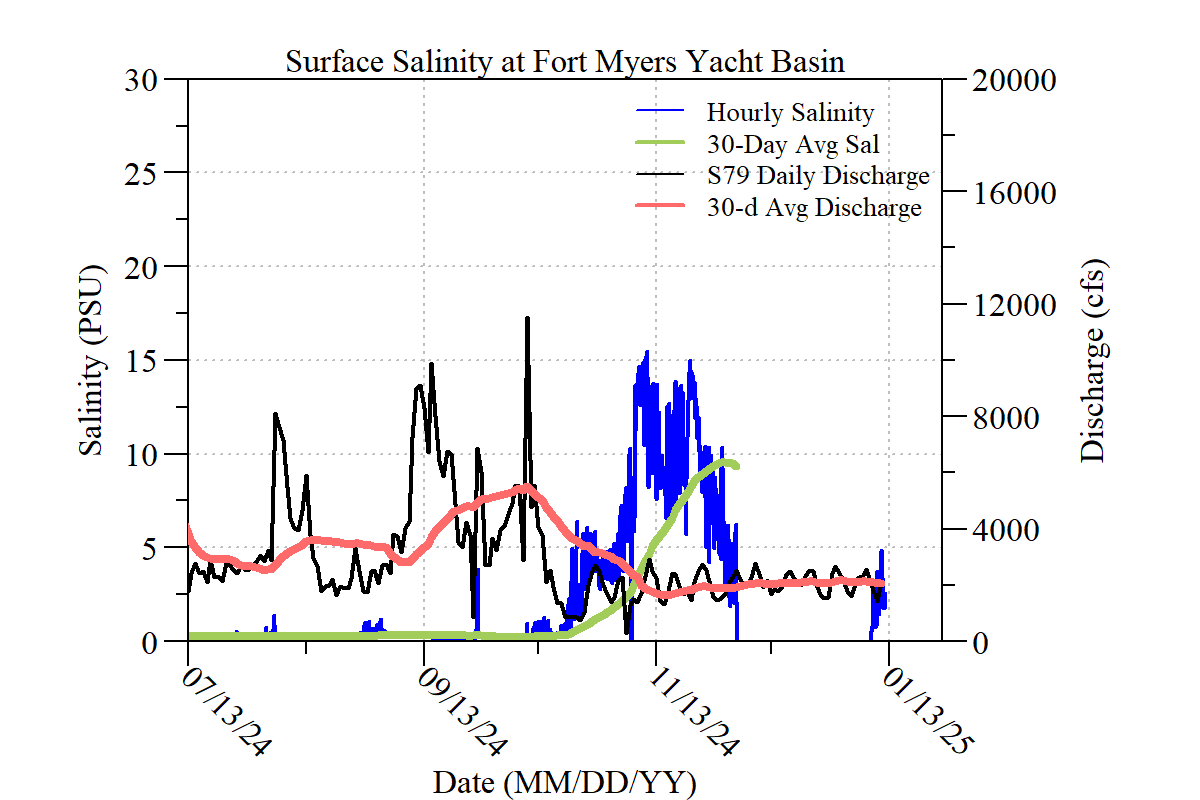 Surface Salinity at Fort Myers Yacht Basin
30
25
20
15
10
5
0
Salinity (PSU)
Hourly Salinity
30-Day Avg Sal
S79 Daily Discharge
30-d Avg Discharge
20000
16000
12000
8000
4000
0
Discharge (cfs)
07/13/24
09/13/24
11/13/24
01/13/25
Date (MM/DD/YY)